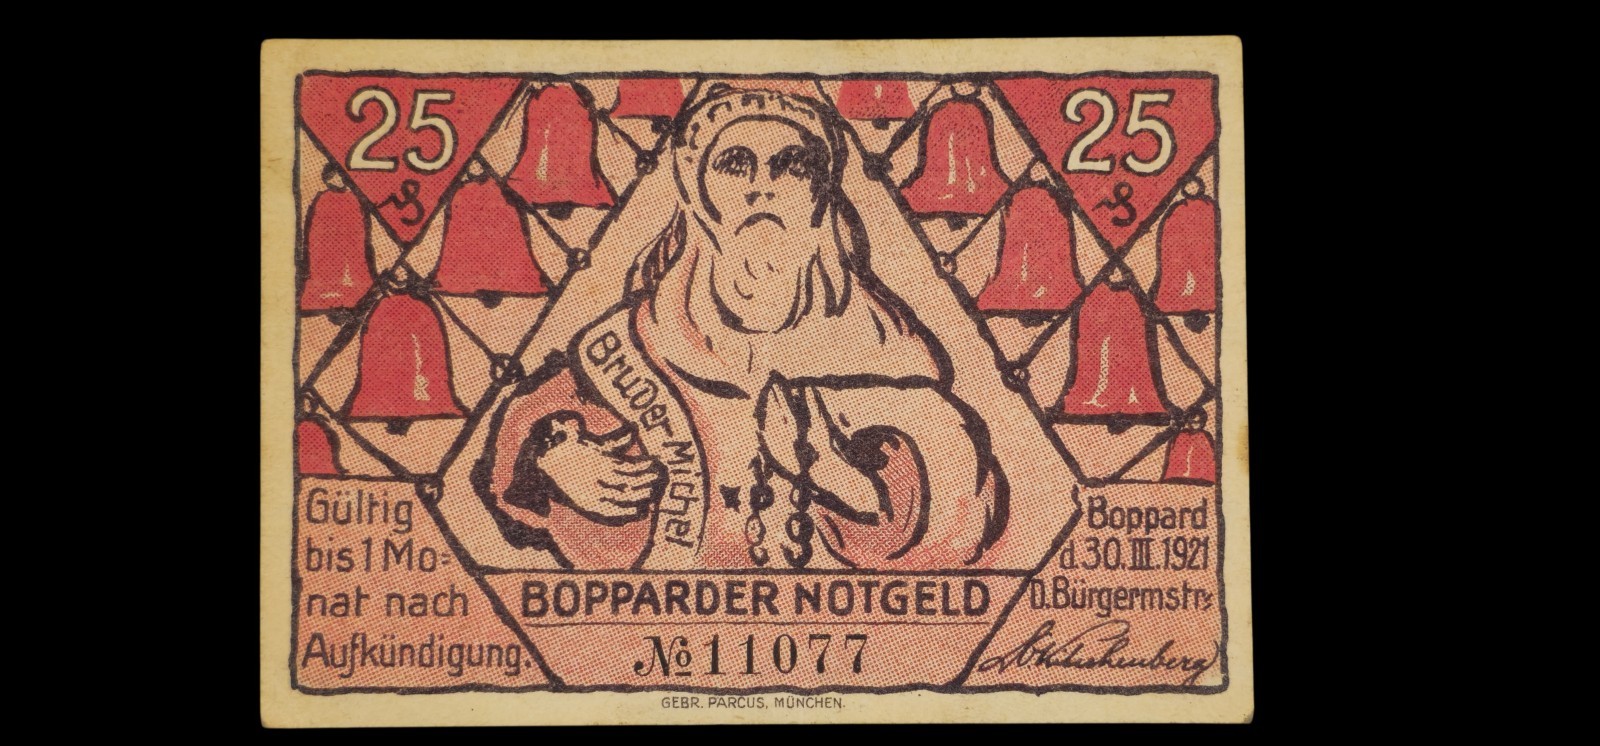 25
25
Bruder Michel
Gültig
bis 1 Mo=
nat nach
Aufkündigung.
Boppard
d. 30. III. 1921
D. Bürgermstr:
BOPPARDER NOTGELD
№ 11077
GEBR. PARCUS, MÜNCHEN.